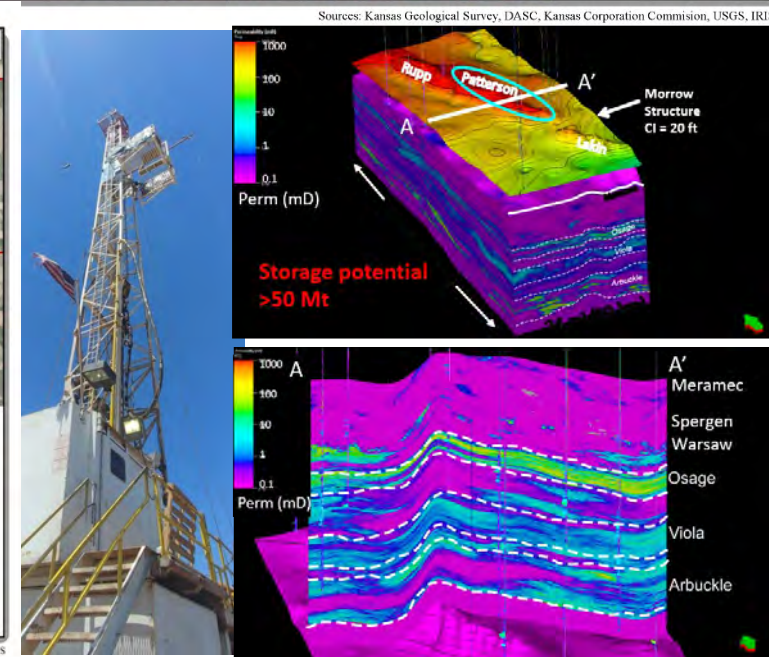 Sources: Kansas Geological Survey, DASC, Kansas Corporation Commision, USGS, IRIS
1000
100
10
1
0.1
Perm (mD)
Rupp
Patterson
A'
A
Lakin
Morrow
Structure
CI = 20 ft
Osage
Viola
Arbuckle
Storage potential
>50 Mt
1000
100
10
1
0.1
Perm (mD)
A
A'
Meramec
Spergen
Warsaw
Osage
Viola
Arbuckle